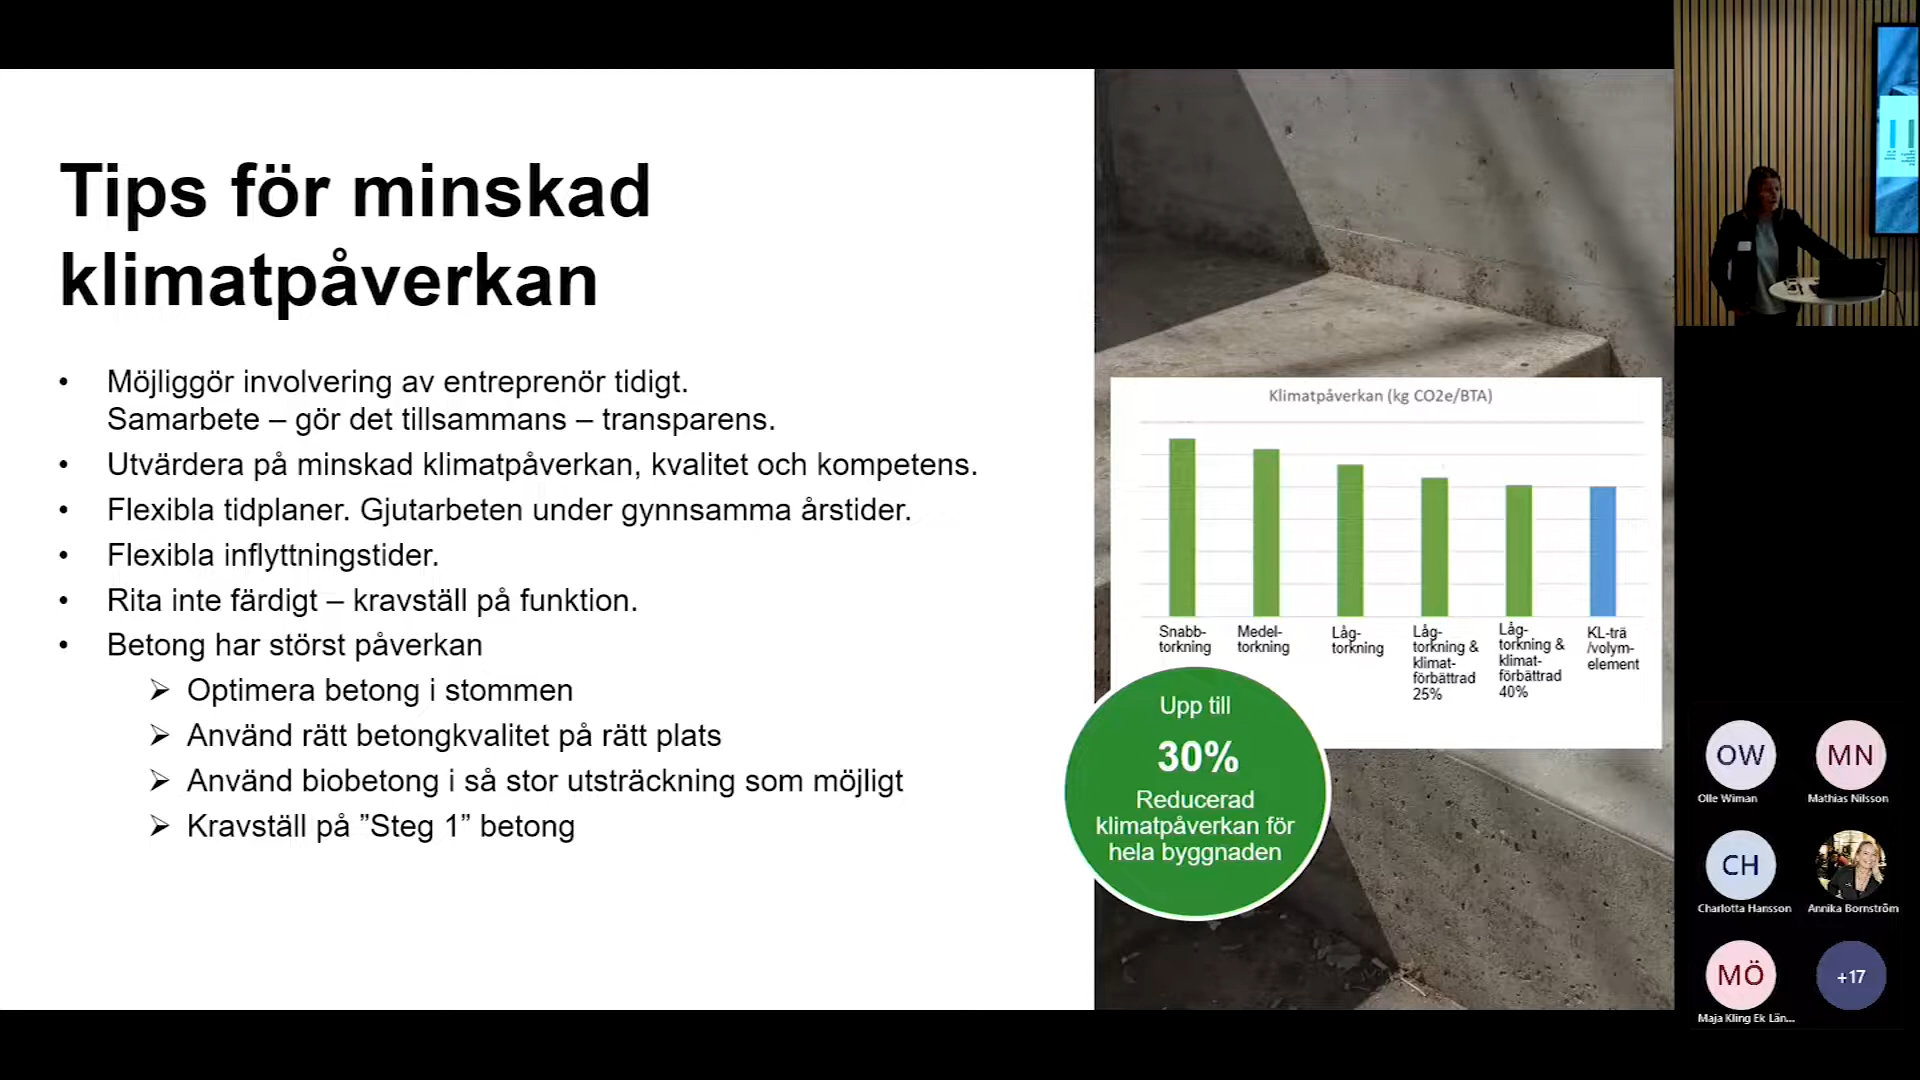 Tips för minskad
klimatpåverkan
• Möjliggör involvering av entreprenör tidigt.
Samarbete – gör det tillsammans – transparens.
• Utvärdera på minskad klimatpåverkan, kvalitet och kompetens.
• Flexibla tidplaner. Gjutarbeten under gynnsamma årstider.
• Flexibla inflyttningstider.
• Rita inte färdigt – kravställ på funktion.
• Betong har störst påverkan
➢ Optimera betong i stommen
➢ Använd rätt betongkvalitet på rätt plats
➢ Använd biobetong i så stor utsträckning som möjligt
➢ Kravställ på ”Steg 1” betong
Klimatpåverkan (kg CO2e/BTA)
Snabb-
torkning
Medel-
torkning
Låg-
torkning
Låg-
torkning &
klimat-
förbättrad
25%
Låg-
torkning &
klimat-
förbättrad
40%
KL-trä
/volym-
element
Upp till
30%
Reducerad
klimatpåverkan för
hela byggnaden
OW
Olle Wiman
MN
Mathias Nilsson
CH
Charlotta Hansson
Annika Bornström
MÖ
Maja Kling Ek Län...
+17